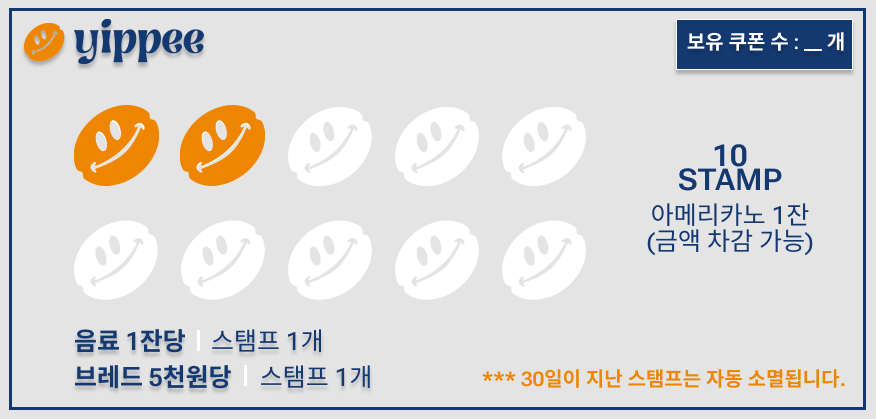 yippee
보유 쿠폰 수 : __ 개
10
STAMP
아메리카노 1잔
(금액 차감 가능)
음료 1잔당 | 스탬프 1개
브레드 5천원당 | 스탬프 1개
*** 30일이 지난 스탬프는 자동 소멸됩니다.